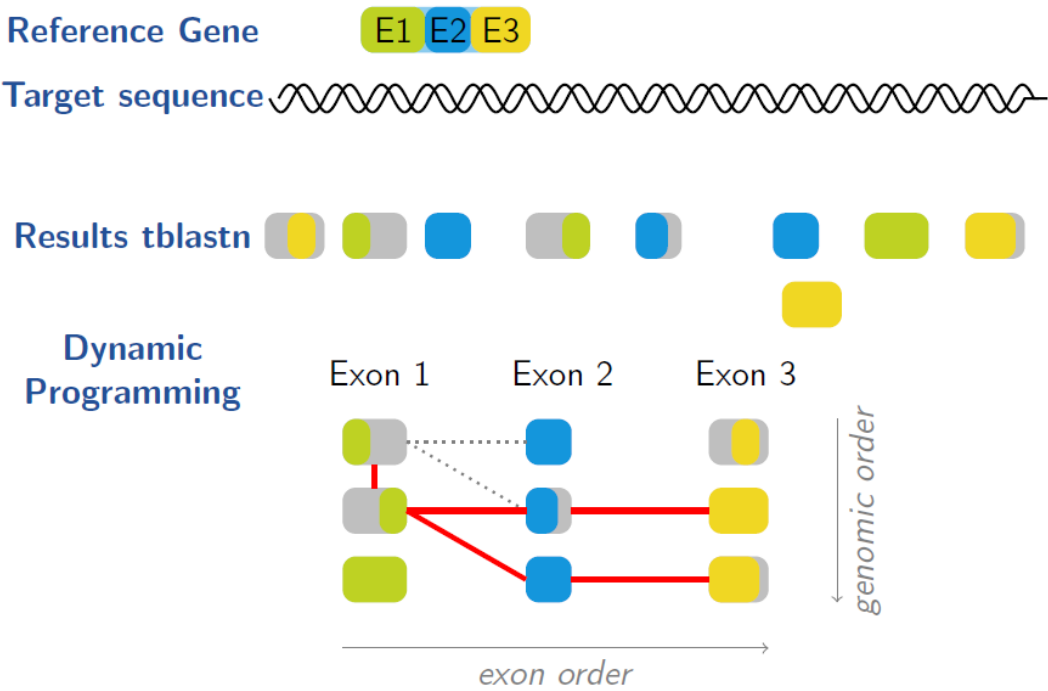 Reference Gene
E1 E2 E3
Target sequence
Results tblastn
Dynamic
Programming
Exon 1 Exon 2 Exon 3
genomic order
exon order